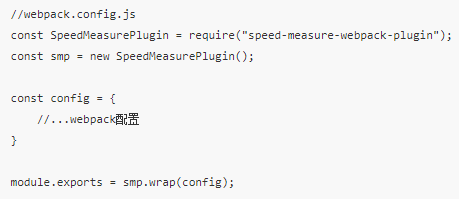 //webpack.config.js
const SpeedMeasurePlugin = require("speed-measure-webpack-plugin");
const smp = new SpeedMeasurePlugin();

const config = {
    //...webpack配置
}

module.exports = smp.wrap(config);